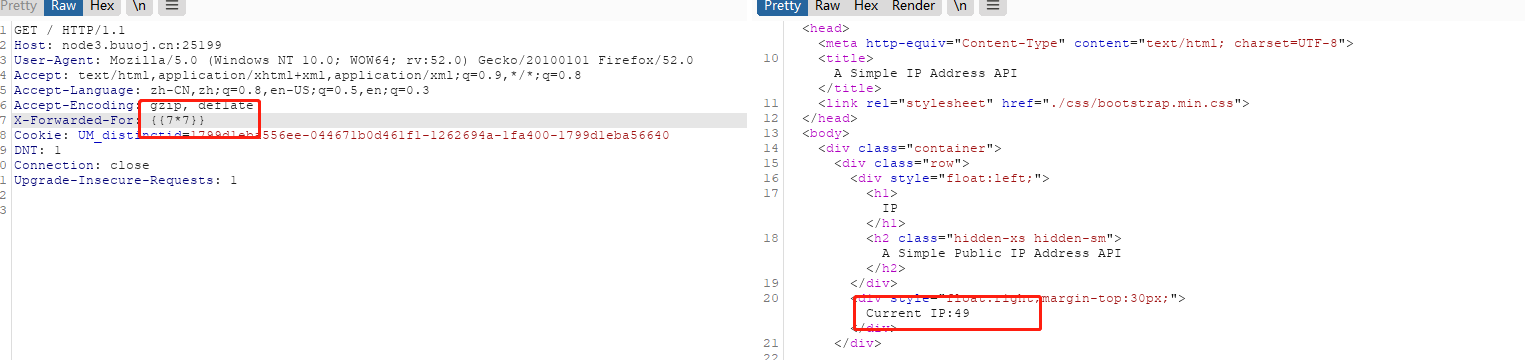 Pretty Raw Hex \n
1 GET / HTTP/1.1
2 Host: node3.buuoj.cn:25199
3 User-Agent: Mozilla/5.0 (Windows NT 10.0; WOW64; rv:52.0) Gecko/20100101 Firefox/52.0
4 Accept: text/html,application/xhtml+xml,application/xml;q=0.9,*/*;q=0.8
5 Accept-Language: zh-CN,zh;q=0.8,en-US;q=0.5,en;q=0.3
6 Accept-Encoding: gzip, deflate
7 X-Forwarded-For: {{7*7}}
8 Cookie: UM_distinctid=1799d1eba556ee-044671b0d461f1-1262694a-1fa400-1799d1eba56640
9 DNT: 1
0 Connection: close
1 Upgrade-Insecure-Requests: 1
2
3
Pretty Raw Hex Render \n
<head>
<meta http-equiv="Content-Type" content="text/html; charset=UTF-8">
10 <title>
A Simple IP Address API
</title>
11 <link rel="stylesheet" href="./css/bootstrap.min.css">
12 </head>
13 <body>
14 <div class="container">
15 <div class="row">
16 <div style="float:left;">
17 <h1>
IP
</h1>
18 <h2 class="hidden-xs hidden-sm">
A Simple Public IP Address API
</h2>
19 </div>
20 <div style="float:right;margin-top:30px;">
Current IP:49
</div>
21 </div>
22